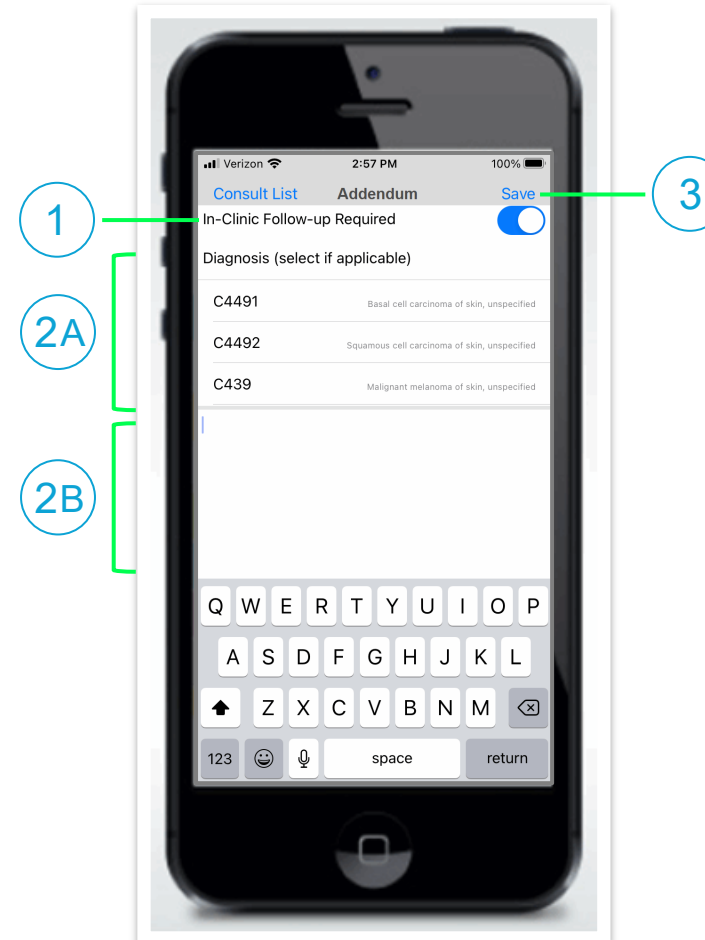 Verizon 2:57 PM 100%
Consult List Addendum Save
3
1
In-Clinic Follow-up Required
Diagnosis (select if applicable)
2A
C4491 Basal cell carcinoma of skin, unspecified
C4492 Squamous cell carcinoma of skin, unspecified
C439 Malignant melanoma of skin, unspecified
2B
Q W E R T Y U I O P
A S D F G H J K L
Z X C V B N M
123 space return